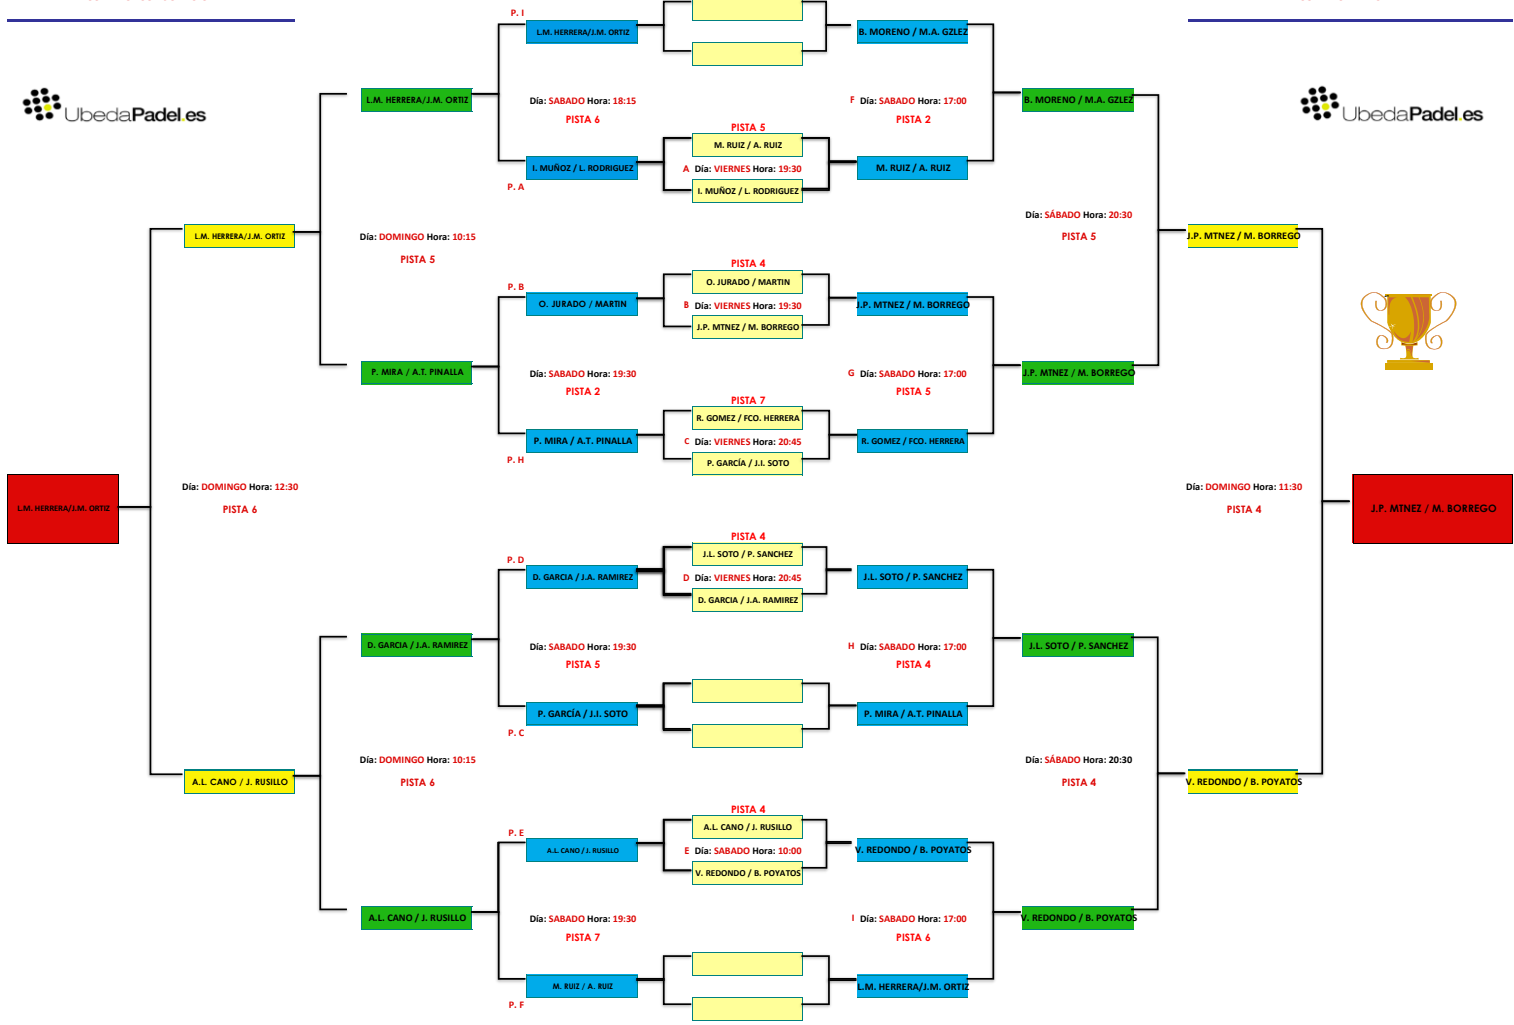 P. I
L.M. HERRERA/J.M. ORTIZ
B. MORENO / M.A. GZLEZ
UbedaPadel.es
L.M. HERRERA/J.M. ORTIZ
Día: SABADO Hora: 18:15
PISTA 6
F Día: SABADO Hora: 17:00
PISTA 2
B. MORENO / M.A. GZLEZ
UbedaPadel.es
PISTA 5
M. RUIZ / A. RUIZ
I. MUÑOZ / L. RODRIGUEZ
A Día: VIERNES Hora: 19:30
M. RUIZ / A. RUIZ
P. A
I. MUÑOZ / L. RODRIGUEZ
L.M. HERRERA/J.M. ORTIZ
Día: DOMINGO Hora: 10:15
PISTA 5
Día: SÁBADO Hora: 20:30
PISTA 5
J.P. MTNEZ / M. BORREGO
PISTA 4
P. B
O. JURADO / MARTIN
O. JURADO / MARTIN
B Día: VIERNES Hora: 19:30
J.P. MTNEZ / M. BORREGO
J.P. MTNEZ / M. BORREGO
P. MIRA / A.T. PINALLA
Día: SABADO Hora: 19:30
PISTA 2
G Día: SABADO Hora: 17:00
PISTA 5
J.P. MTNEZ / M. BORREGO
PISTA 7
R. GOMEZ / FCO. HERRERA
P. MIRA / A.T. PINALLA
C Día: VIERNES Hora: 20:45
R. GOMEZ / FCO. HERRERA
P. H
P. GARCÍA / J.I. SOTO
L.M. HERRERA/J.M. ORTIZ
Día: DOMINGO Hora: 12:30
PISTA 6
Día: DOMINGO Hora: 11:30
PISTA 4
J.P. MTNEZ / M. BORREGO
PISTA 4
P. D
J.L. SOTO / P. SANCHEZ
D. GARCIA / J.A. RAMIREZ
D Día: VIERNES Hora: 20:45
J.L. SOTO / P. SANCHEZ
D. GARCIA / J.A. RAMIREZ
D. GARCIA / J.A. RAMIREZ
Día: SABADO Hora: 19:30
PISTA 5
H Día: SABADO Hora: 17:00
PISTA 4
J.L. SOTO / P. SANCHEZ
P. GARCÍA / J.I. SOTO
P. MIRA / A.T. PINALLA
P. C
A.L. CANO / J. RUSILLO
Día: DOMINGO Hora: 10:15
PISTA 6
Día: SÁBADO Hora: 20:30
PISTA 4
V. REDONDO / B. POYATOS
PISTA 4
P. E
A.L. CANO / J. RUSILLO
A.L. CANO / J. RUSILLO
E Día: SABADO Hora: 10:00
V. REDONDO / B. POYATOS
V. REDONDO / B. POYATOS
A.L. CANO / J. RUSILLO
Día: SABADO Hora: 19:30
PISTA 7
I Día: SABADO Hora: 17:00
PISTA 6
V. REDONDO / B. POYATOS
M. RUIZ / A. RUIZ
L.M. HERRERA/J.M. ORTIZ
P. F